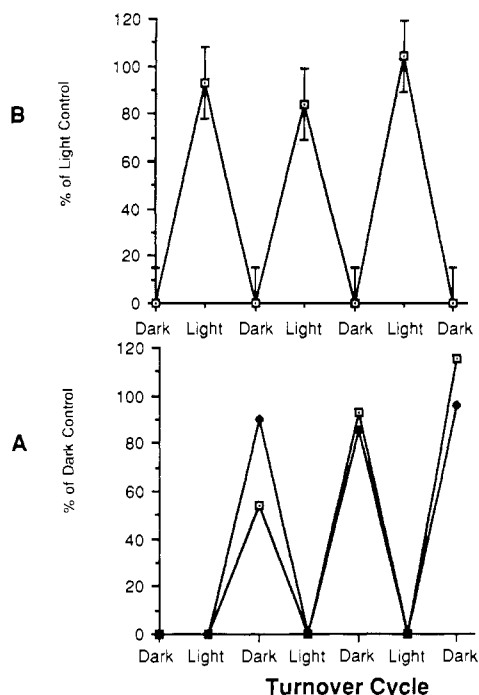 B
% of Light Control
120
100
80
60
40
20
0
Dark Light Dark Light Dark Light Dark
A
% of Dark Control
120
100
80
60
40
20
0
Dark Light Dark Light Dark Light Dark
Turnover Cycle